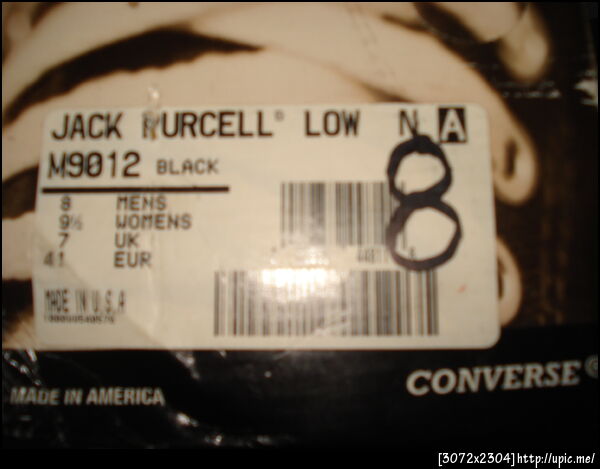 JACK PURCELL® LOW N A
M9012 BLACK
8 MENS
9½ WOMENS
7 UK
41 EUR
8
MADE IN U.S.A
CONVERSE®
MADE IN AMERICA
[3072x2304]http://upic.me/